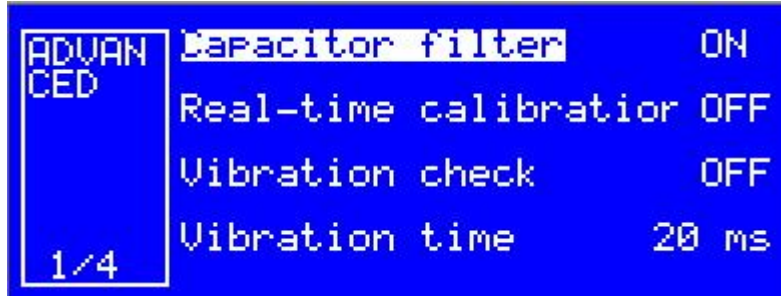 ADVAN
CED
1/4
Capacitor filter ON
Real-time calibratior OFF
Vibration check OFF
Vibration time 20 ms